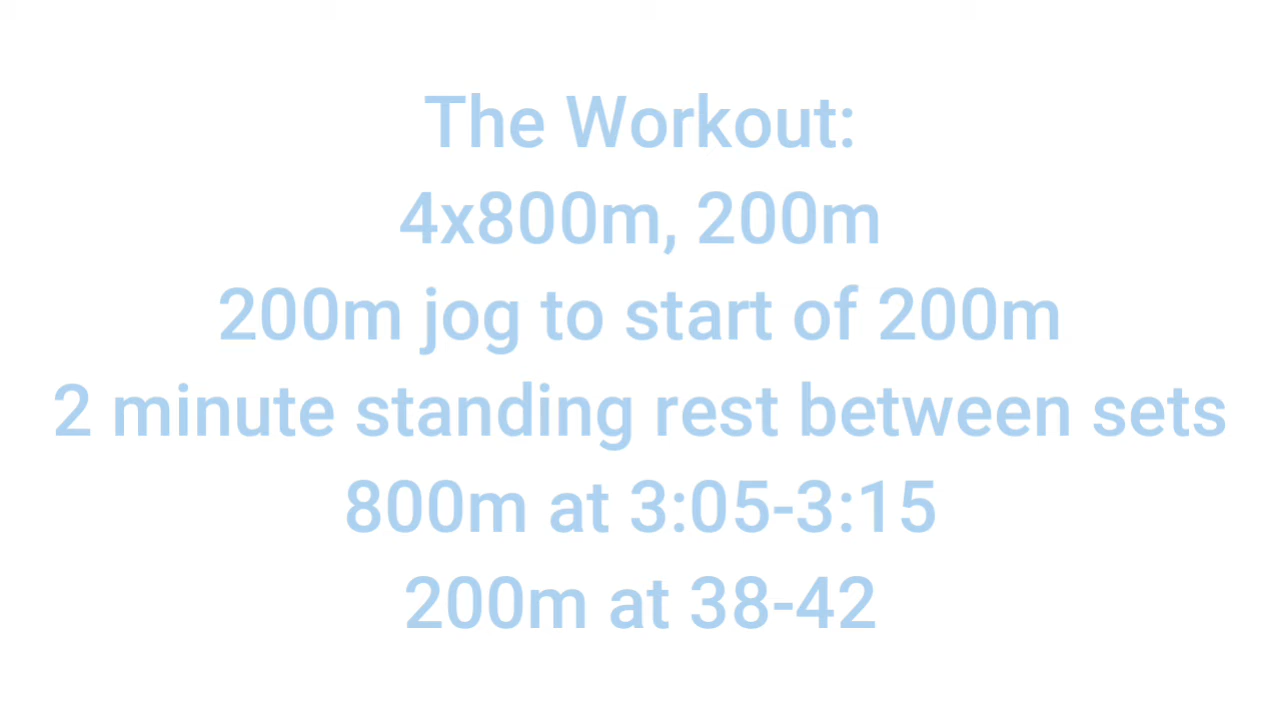 The Workout:
4x800m, 200m
200m jog to start of 200m
2 minute standing rest between sets
800m at 3:05-3:15
200m at 38-42